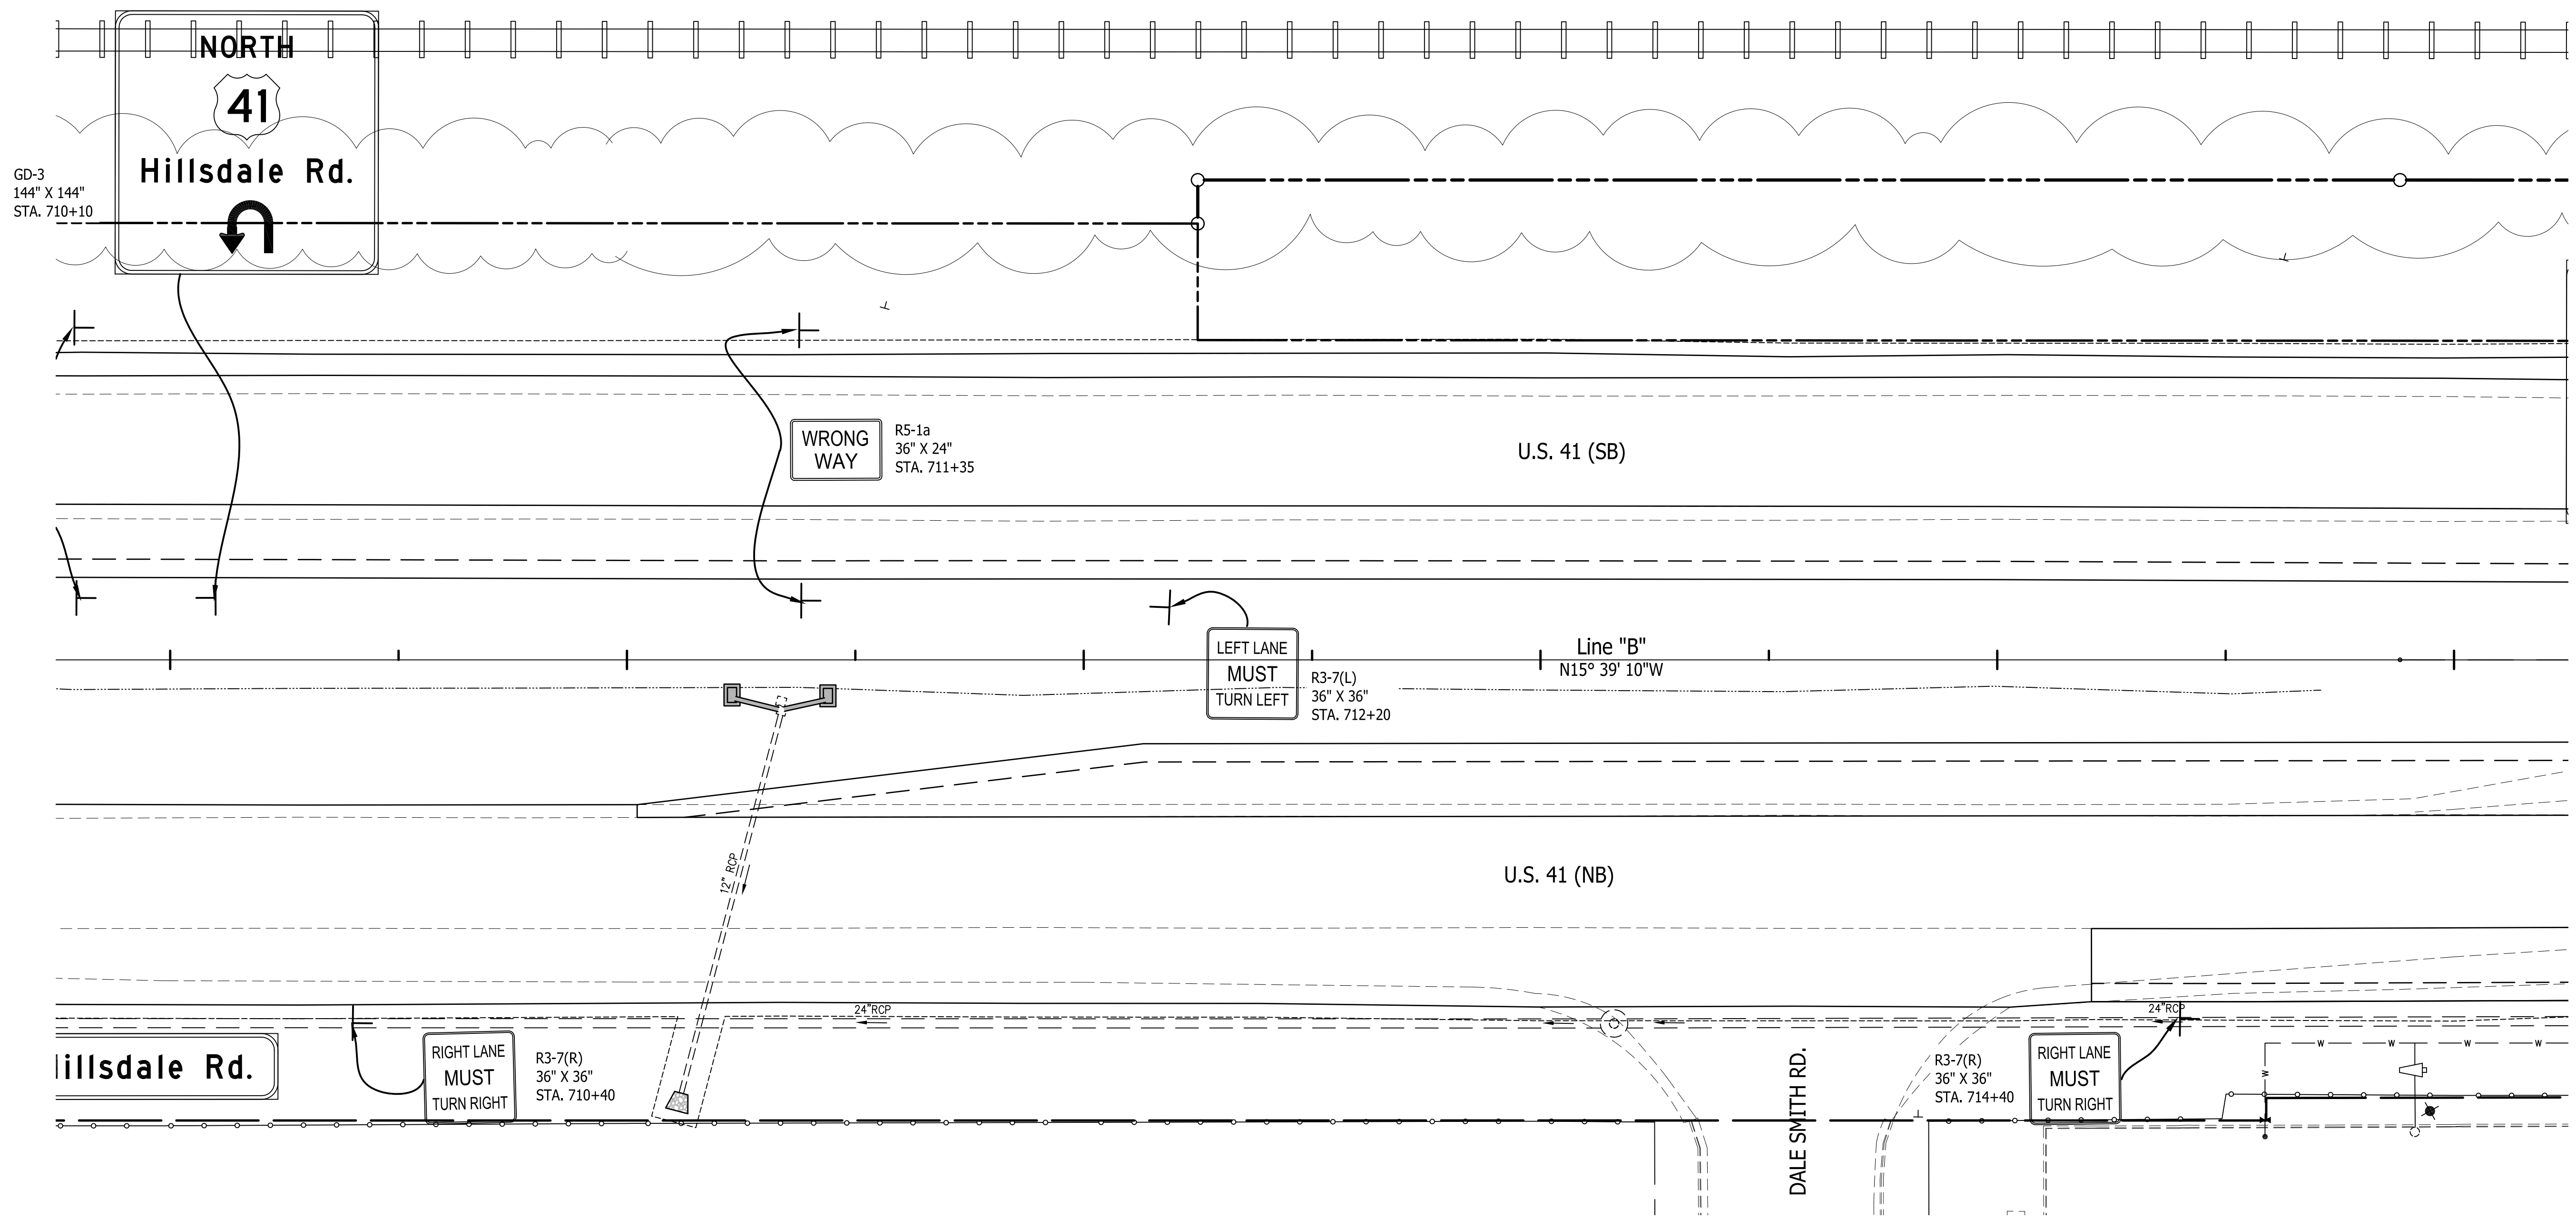 NORTH
41
Hillsdale Rd.
GD-3
144" X 144"
STA. 710+10
WRONG
WAY
R5-1a
36" X 24"
STA. 711+35
U.S. 41 (SB)
LEFT LANE
MUST
TURN LEFT
R3-7(L)
36" X 36"
STA. 712+20
Line "B"
N15° 39' 10"W
12" RCP
U.S. 41 (NB)
24"RCP
24"RCP
Hillsdale Rd.
RIGHT LANE
MUST
TURN RIGHT
R3-7(R)
36" X 36"
STA. 710+40
DALE SMITH RD.
R3-7(R)
36" X 36"
STA. 714+40
RIGHT LANE
MUST
TURN RIGHT
W
W
W
W
W